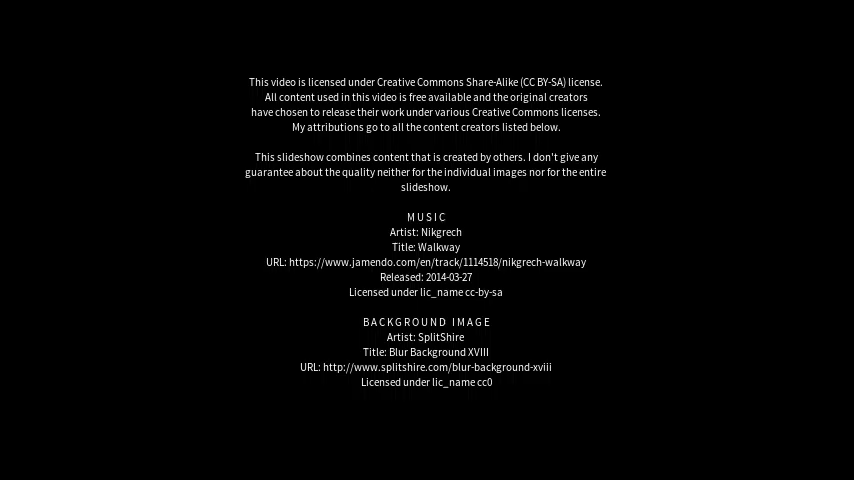 This video is licensed under Creative Commons Share-Alike (CC BY-SA) license.
All content used in this video is free available and the original creators
have chosen to release their work under various Creative Commons licenses.
My attributions go to all the content creators listed below.
This slideshow combines content that is created by others. I don't give any
guarantee about the quality neither for the individual images nor for the entire
slideshow.
MUSIC
Artist: Nikgrech
Title: Walkway
URL: https://www.jamendo.com/en/track/1114518/nikgrech-walkway
Released: 2014-03-27
Licensed under lic_name cc-by-sa
BACKGROUND IMAGE
Artist: SplitShire
Title: Blur Background XVIII
URL: http://www.splitshire.com/blur-background-xviii
Licensed under lic_name cc0